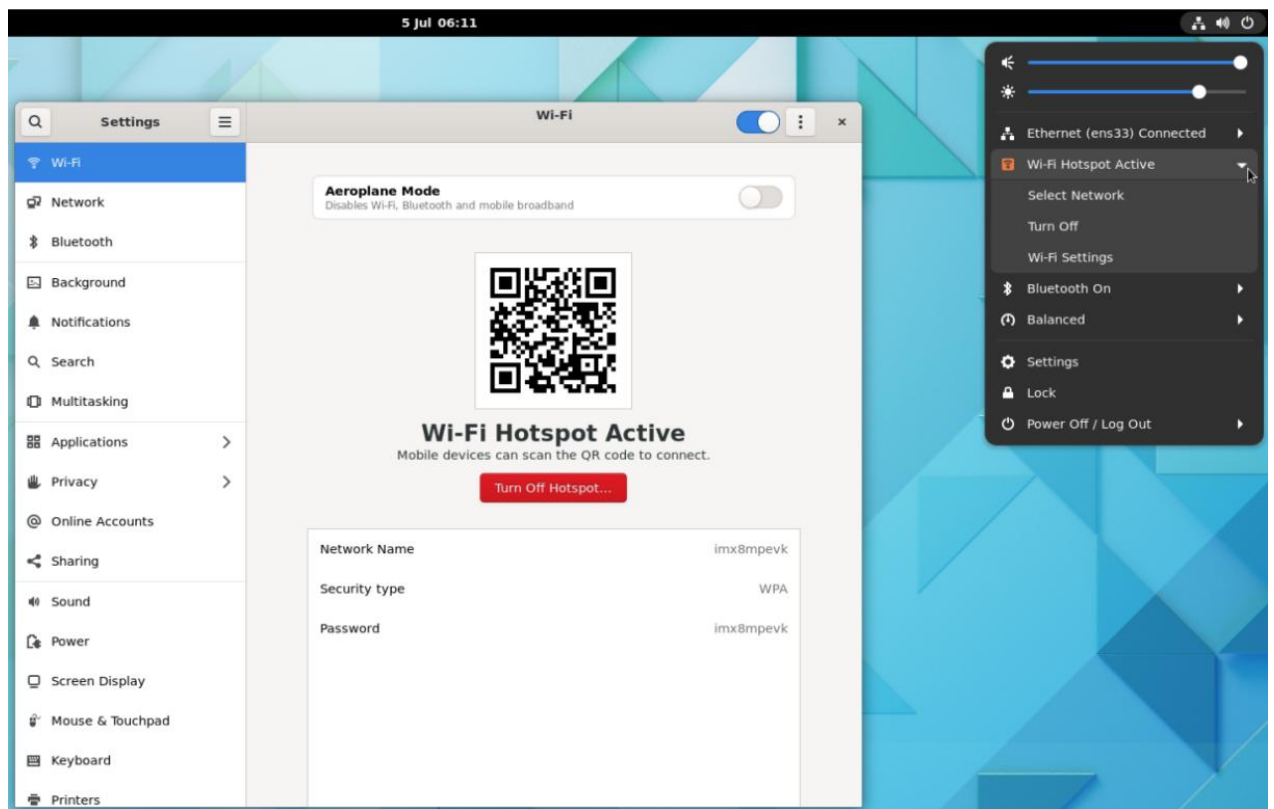 5 Jul 06:11
Settings
Wi-Fi
Wi-Fi
Network
Bluetooth
Background
Notifications
Search
Multitasking
Applications
Privacy
Online Accounts
Sharing
Sound
Power
Screen Display
Mouse & Touchpad
Keyboard
Printers
Aeroplane Mode
Disables Wi-Fi, Bluetooth and mobile broadband
Wi-Fi Hotspot Active
Mobile devices can scan the QR code to connect.
Turn Off Hotspot...
Network Name imx8mpevk
Security type WPA
Password imx8mpevk
Ethernet (ens33) Connected
Wi-Fi Hotspot Active
Select Network
Turn Off
Wi-Fi Settings
Bluetooth On
Balanced
Settings
Lock
Power Off / Log Out